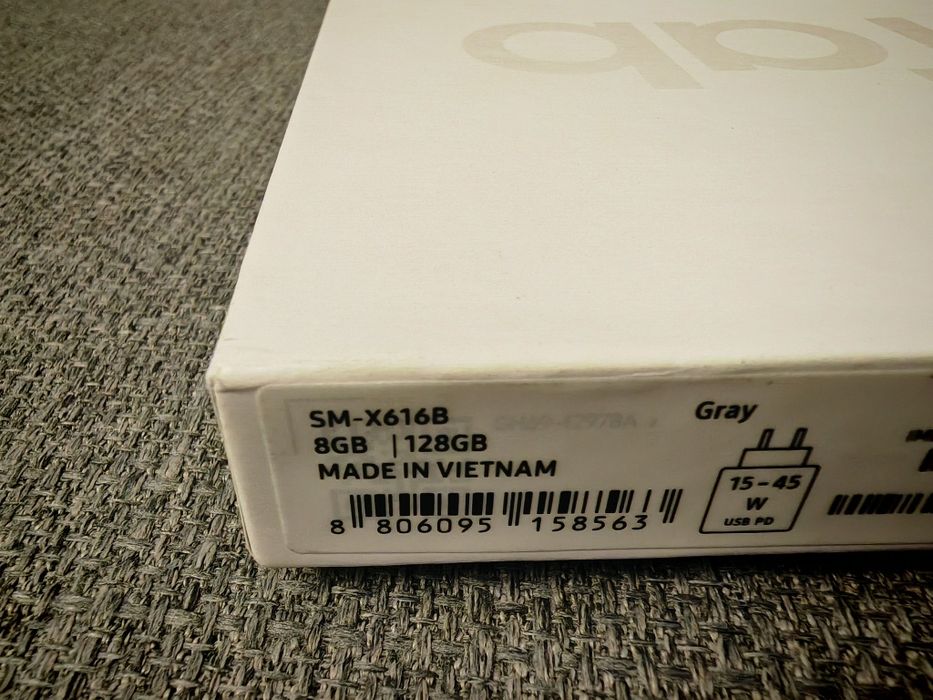 SM-X616B
8GB | 128GB
MADE IN VIETNAM
8 806095 158563
Gray
15-45
W
USB PD